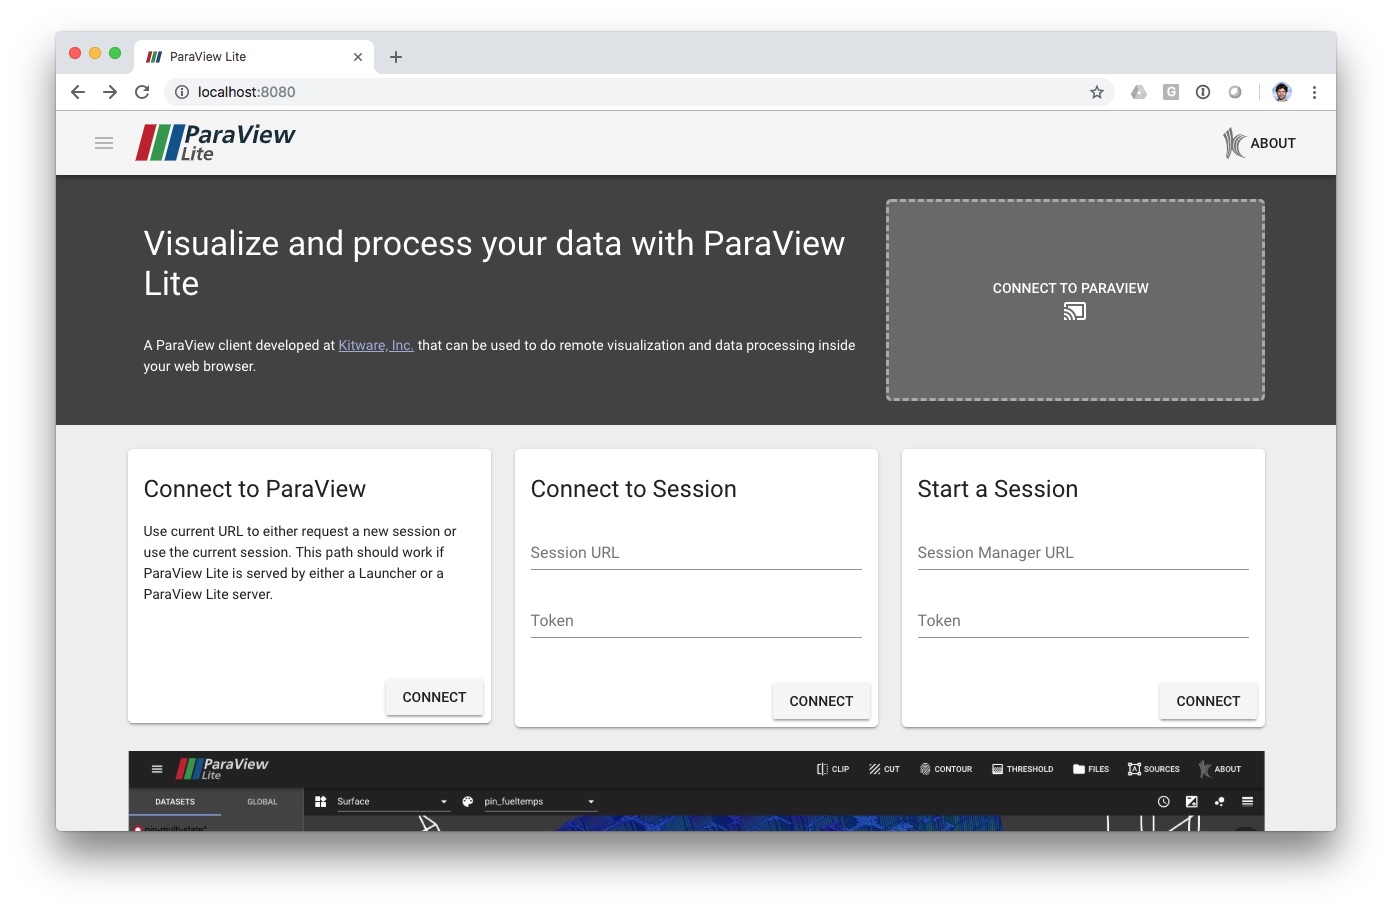 ParaView Lite
localhost:8080
ParaView
Lite
ABOUT
Visualize and process your data with ParaView
Lite
A ParaView client developed at Kitware, Inc. that can be used to do remote visualization and data processing inside
your web browser.
CONNECT TO PARAVIEW
Connect to ParaView
Use current URL to either request a new session or
use the current session. This path should work if
ParaView Lite is served by either a Launcher or a
ParaView Lite server.
CONNECT
Connect to Session
Session URL
Token
CONNECT
Start a Session
Session Manager URL
Token
CONNECT
ParaView
Lite
CLIP CUT CONTOUR THRESHOLD FILES SOURCES ABOUT
DATASETS GLOBAL
Surface pin_fueltemps